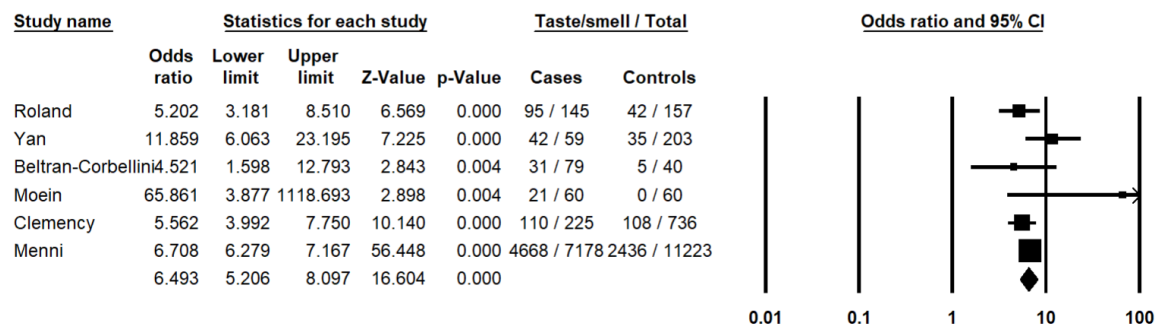 Study name Statistics for each study Taste/smell / Total Odds ratio and 95% CI
Odds Lower Upper
ratio limit limit Z-Value p-Value Cases Controls
Roland 5.202 3.181 8.510 6.569 0.000 95 / 145 42 / 157
Yan 11.859 6.063 23.195 7.225 0.000 42 / 59 35 / 203
Beltran-Corbellini4.521 1.598 12.793 2.843 0.004 31 / 79 5 / 40
Moein 65.861 3.877 1118.693 2.898 0.004 21 / 60 0 / 60
Clemency 5.562 3.992 7.750 10.140 0.000 110 / 225 108 / 736
Menni 6.708 6.279 7.167 56.448 0.000 4668 / 7178 2436 / 11223
6.493 5.206 8.097 16.604 0.000
0.01 0.1 1 10 100